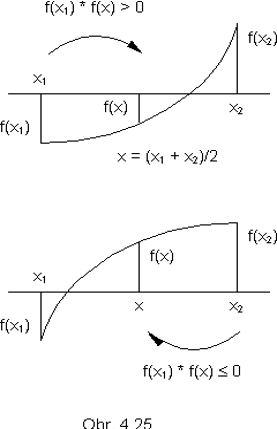 f(x₁) * f(x) > 0
f(x₂)
x₁
f(x)
x₂
f(x₁)
x = (x₁ + x₂)/2
f(x₂)
x₁
f(x)
f(x₁)
x
x₂
f(x₁) * f(x) ≤ 0
Obr. 4.25